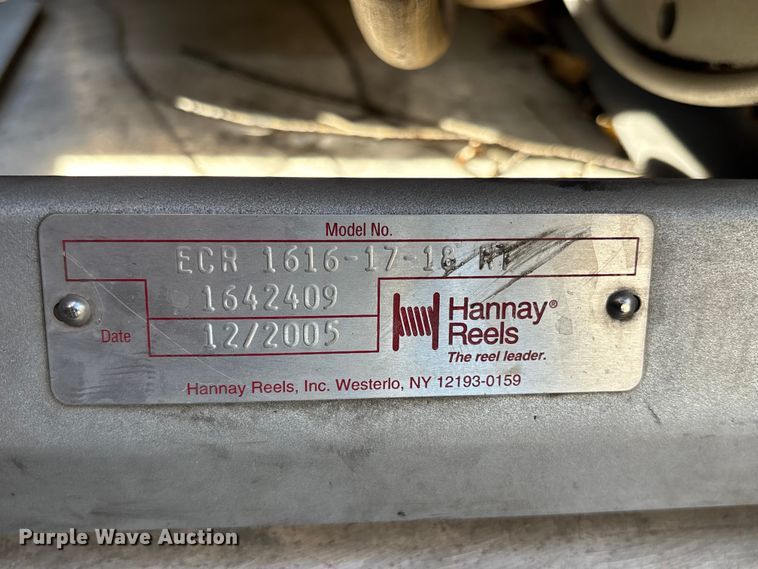 Model No.
ECR 1616-17-18 RT
1642409
Date 12/2005
Hannay®
Reels
The reel leader.
Hannay Reels, Inc. Westerlo, NY 12193-0159
Purple Wave Auction